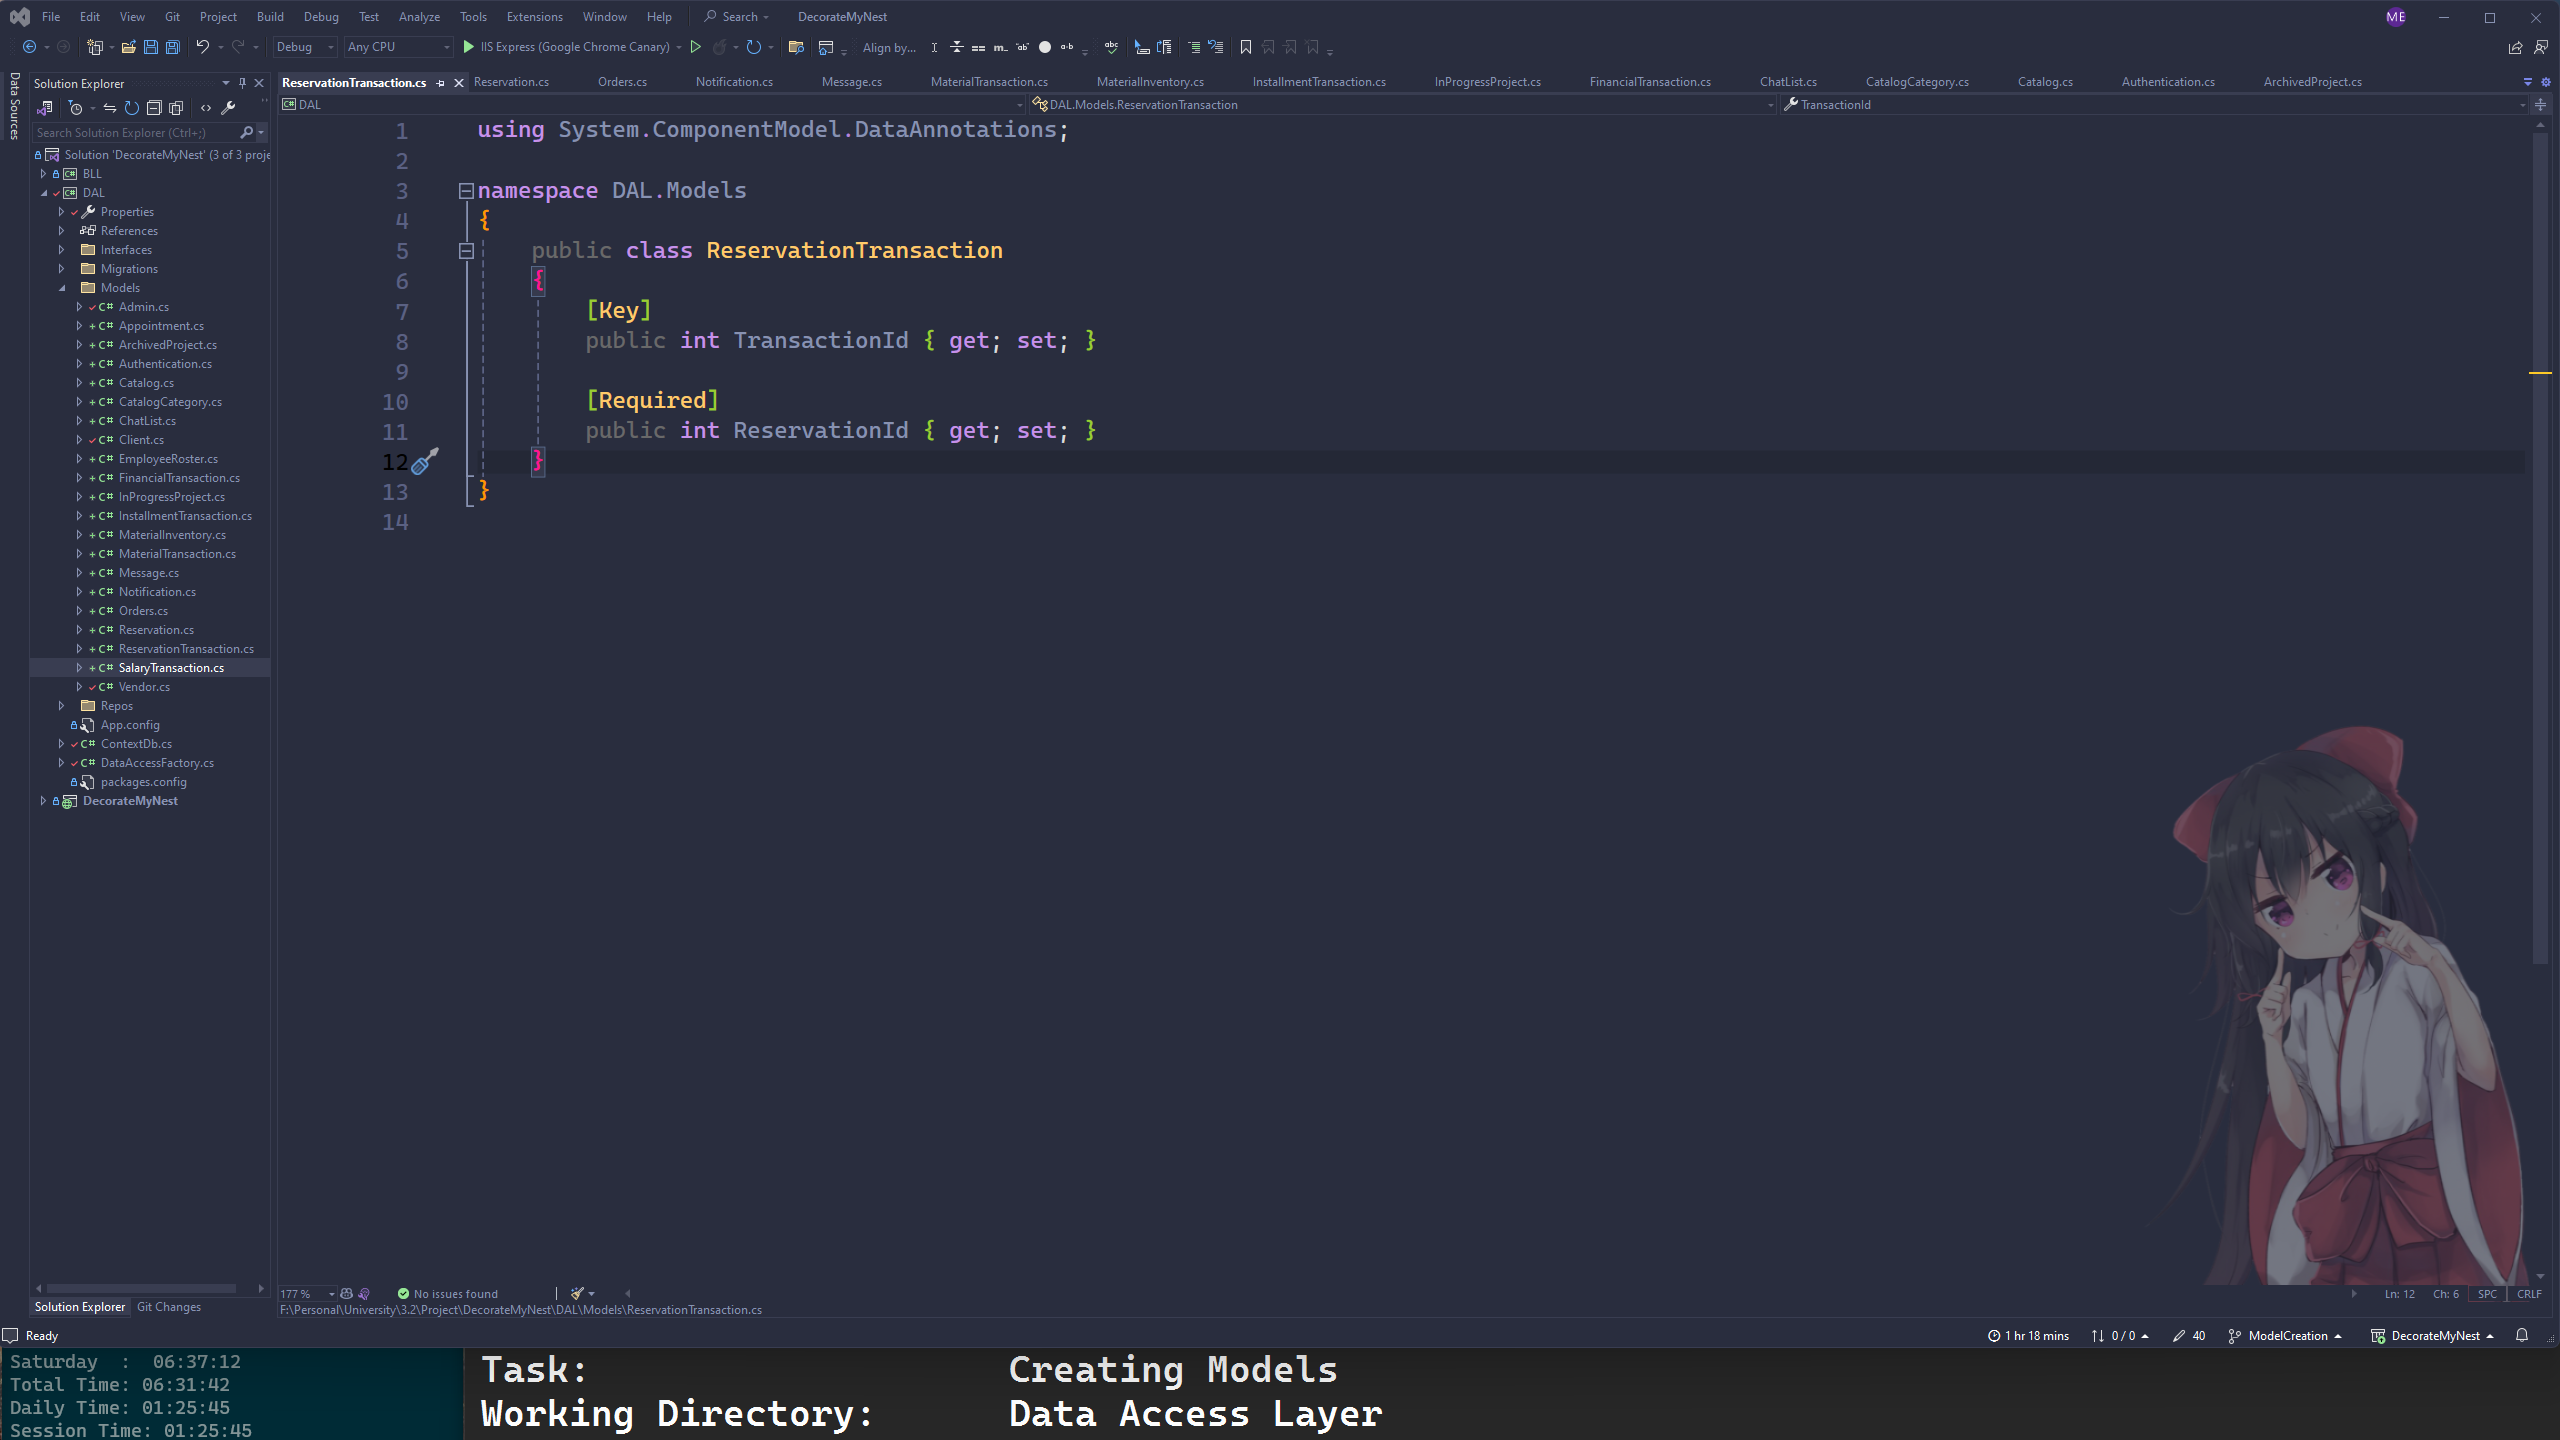 File Edit View Git Project Build Debug Test Analyze Tools Extensions Window Help Search DecorateMyNest ME
Debug Any CPU IIS Express (Google Chrome Canary) Align by...
Data Sources
Solution Explorer
Search Solution Explorer (Ctrl+;)
Solution 'DecorateMyNest' (3 of 3 proje
BLL
DAL
Properties
References
Interfaces
Migrations
Models
Admin.cs
Appointment.cs
ArchivedProject.cs
Authentication.cs
Catalog.cs
CatalogCategory.cs
ChatList.cs
Client.cs
EmployeeRoster.cs
FinancialTransaction.cs
InProgressProject.cs
InstallmentTransaction.cs
MaterialInventory.cs
MaterialTransaction.cs
Message.cs
Notification.cs
Orders.cs
Reservation.cs
ReservationTransaction.cs
SalaryTransaction.cs
Vendor.cs
Repos
App.config
ContextDb.cs
DataAccessFactory.cs
packages.config
DecorateMyNest
Solution Explorer Git Changes
ReservationTransaction.cs Reservation.cs Orders.cs Notification.cs Message.cs MaterialTransaction.cs MaterialInventory.cs InstallmentTransaction.cs InProgressProject.cs FinancialTransaction.cs ChatList.cs CatalogCategory.cs Catalog.cs Authentication.cs ArchivedProject.cs
DAL DAL.Models.ReservationTransaction TransactionId
1 using System.ComponentModel.DataAnnotations;
2
3 namespace DAL.Models
4 {
5 public class ReservationTransaction
6 {
7 [Key]
8 public int TransactionId { get; set; }
9
10 [Required]
11 public int ReservationId { get; set; }
12 }
13 }
14
177 % No issues found Ln: 12 Ch: 6 SPC CRLF
F:\Personal\University\3.2\Project\DecorateMyNest\DAL\Models\ReservationTransaction.cs
Ready 1 hr 18 mins 0 / 0 40 ModelCreation DecorateMyNest
Saturday : 06:37:12
Total Time: 06:31:42
Daily Time: 01:25:45
Session Time: 01:25:45
Task: Creating Models
Working Directory: Data Access Layer